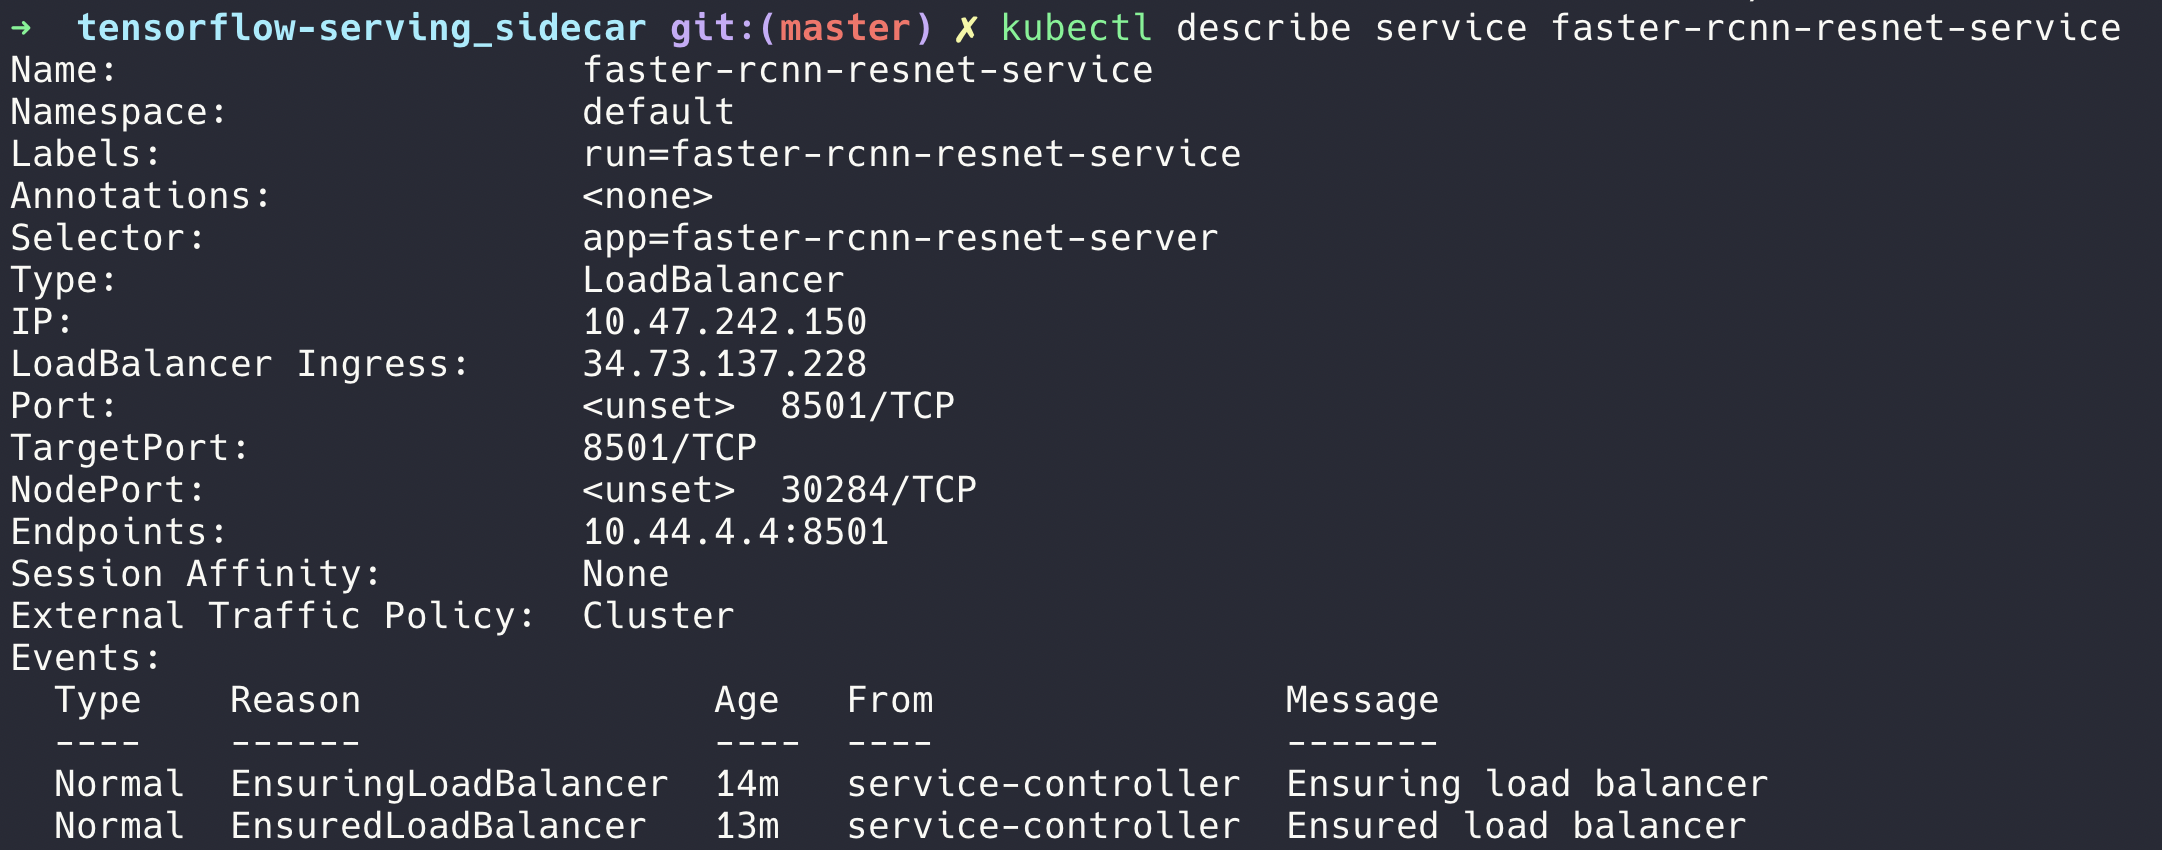 ➜  tensorflow-serving_sidecar git:(master) ✗ kubectl describe service faster-rcnn-resnet-service
Name:                     faster-rcnn-resnet-service
Namespace:                default
Labels:                   run=faster-rcnn-resnet-service
Annotations:              <none>
Selector:                 app=faster-rcnn-resnet-server
Type:                     LoadBalancer
IP:                       10.47.242.150
LoadBalancer Ingress:     34.73.137.228
Port:                     <unset>  8501/TCP
TargetPort:               8501/TCP
NodePort:                 <unset>  30284/TCP
Endpoints:                10.44.4.4:8501
Session Affinity:         None
External Traffic Policy:  Cluster
Events:
  Type    Reason                Age   From                Message
  ----    ------                ----  ----                -------
  Normal  EnsuringLoadBalancer  14m   service-controller  Ensuring load balancer
  Normal  EnsuredLoadBalancer   13m   service-controller  Ensured load balancer